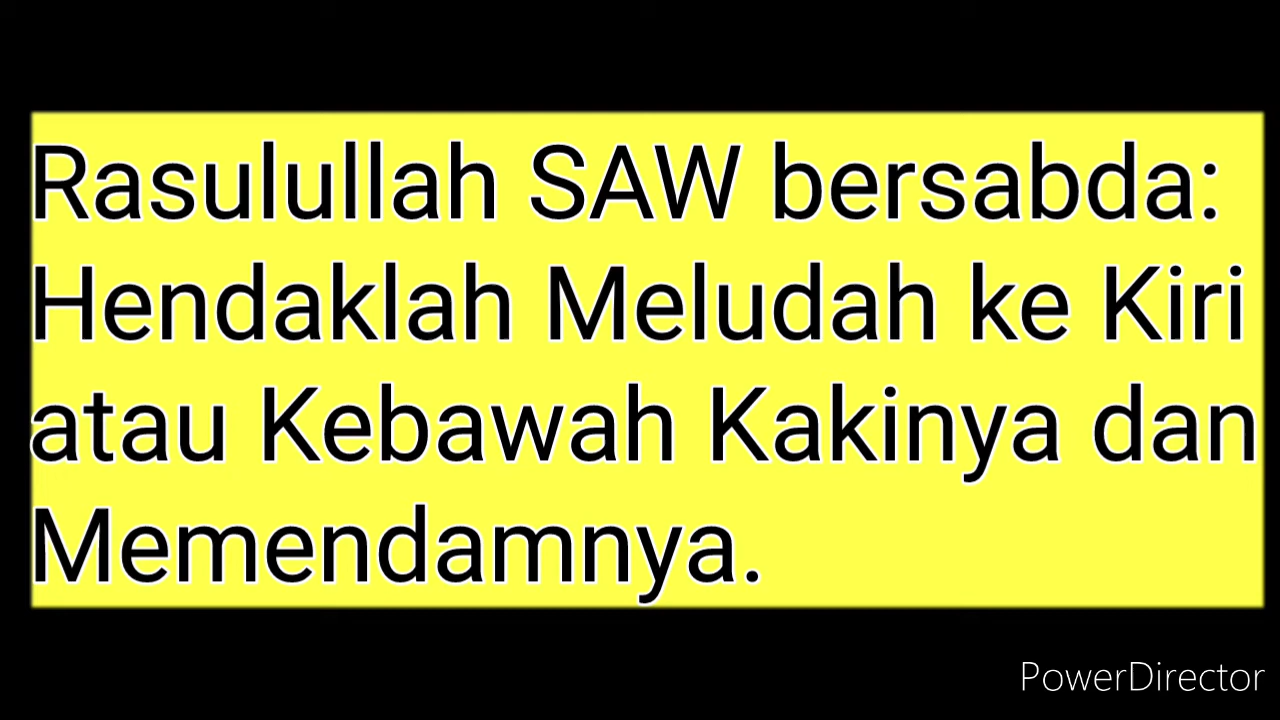 Rasulullah SAW bersabda:
Hendaklah Meludah ke Kiri
atau Kebawah Kakinya dan
Memendamnya.
PowerDirector